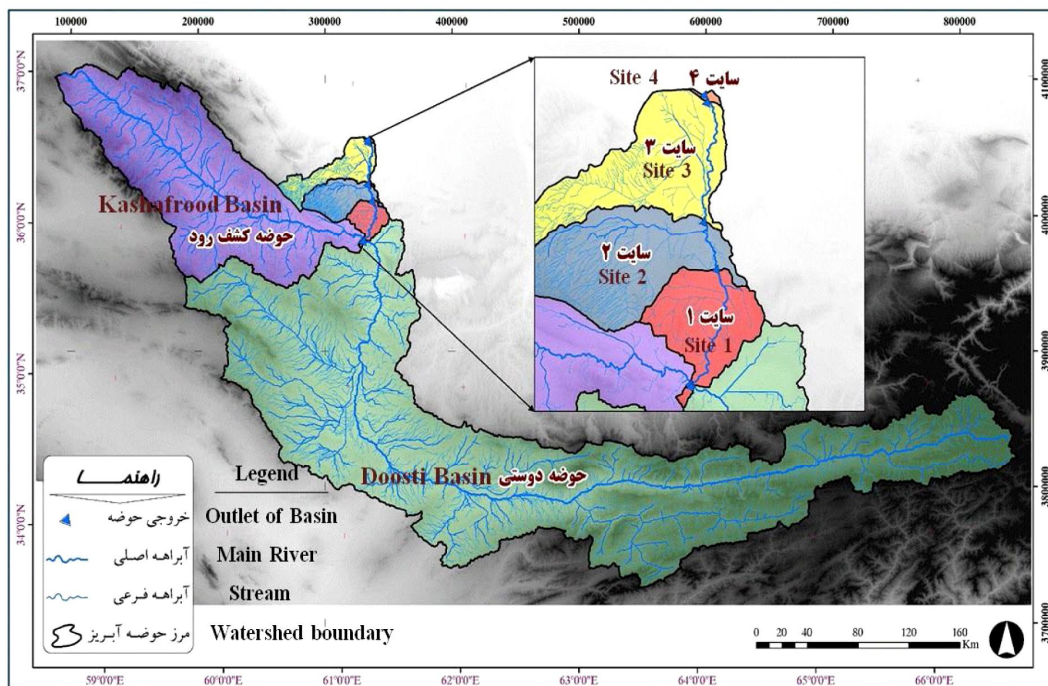 100000 200000 300000 400000 500000 600000 700000 800000
37°0'0"N
36°0'0"N
35°0'0"N
34°0'0"N
4100000
4000000
3900000
3800000
3700000
Site 4 سایت ۴
سایت ۳
Site 3
سایت ۲
Site 2
سایت ۱
Site 1
Kashafrood Basin
حوضه کشف رود
Doosti Basin حوضه دوستی
راهنما Legend
خروجی حوضه Outlet of Basin
آبراهه اصلی Main River
آبراهه فرعی Stream
مرز حوضه آبریز Watershed boundary
0 20 40 80 120 160
Km
59°0'0"E 60°0'0"E 61°0'0"E 62°0'0"E 63°0'0"E 64°0'0"E 65°0'0"E 66°0'0"E